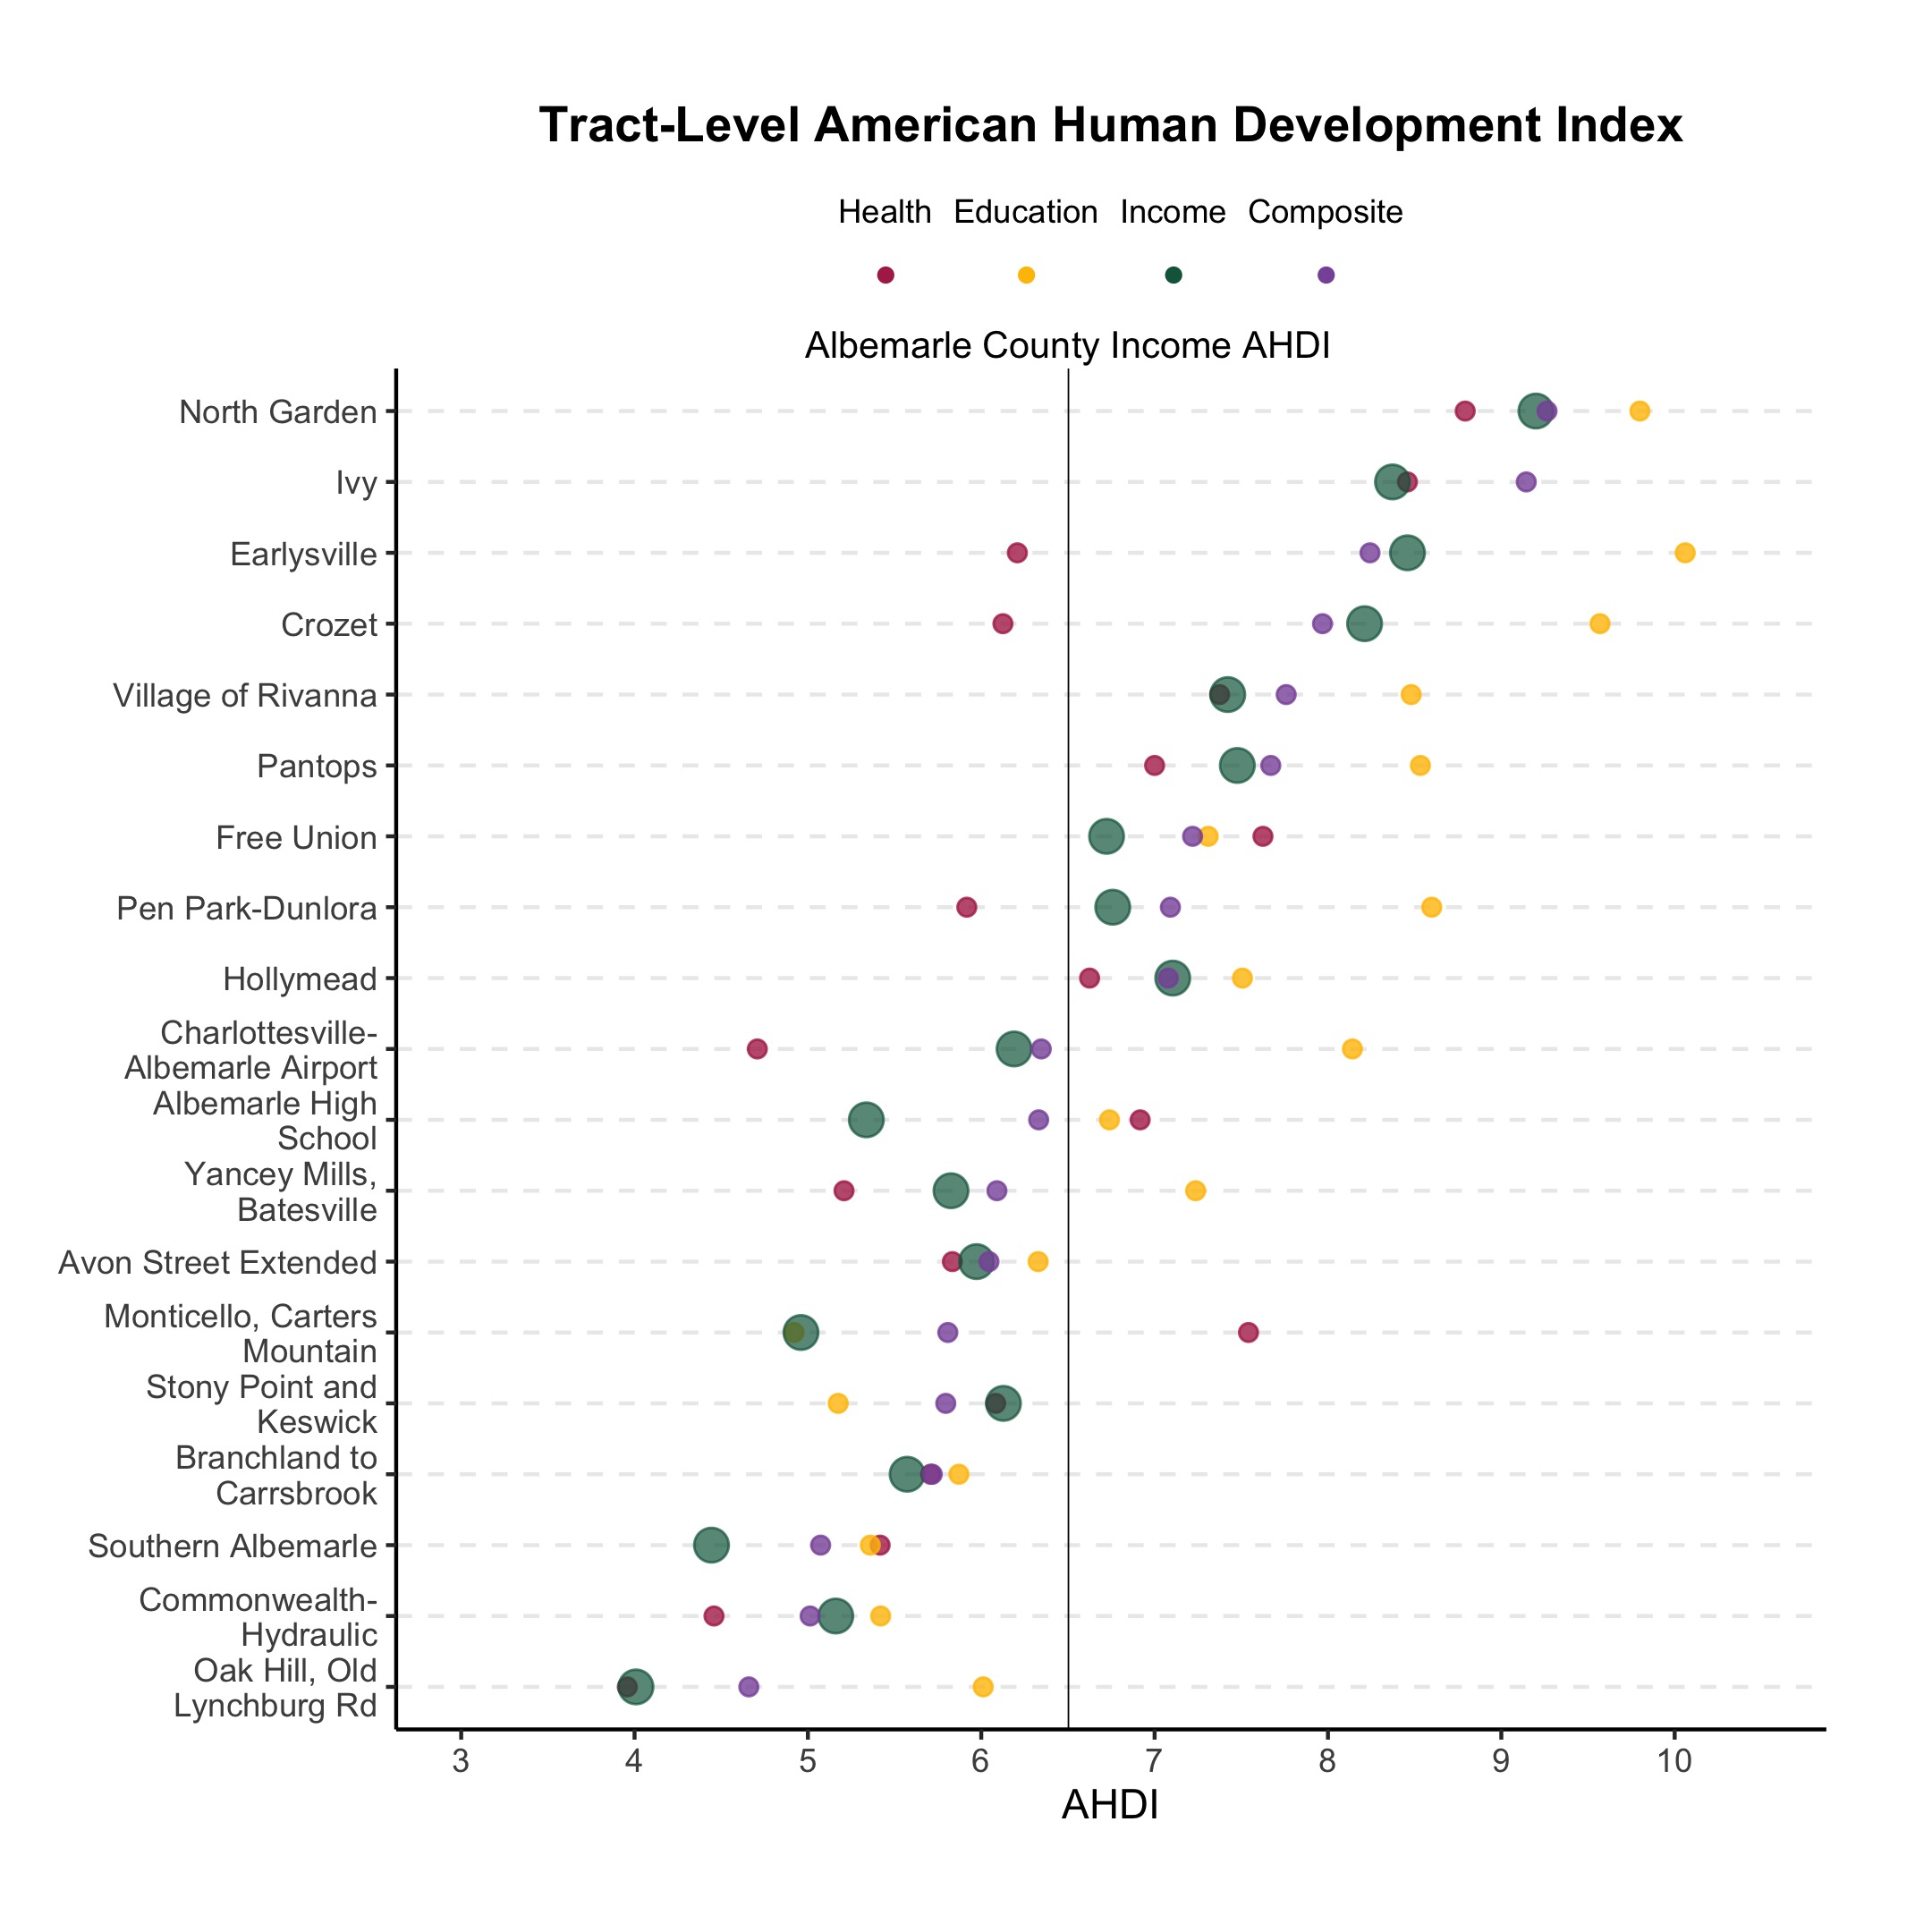 Tract-Level American Human Development Index
Health Education Income Composite
Albemarle County Income AHDI
North Garden
Ivy
Earlysville
Crozet
Village of Rivanna
Pantops
Free Union
Pen Park-Dunlora
Hollymead
Charlottesville-
Albemarle Airport
Albemarle High
School
Yancey Mills,
Batesville
Avon Street Extended
Monticello, Carters
Mountain
Stony Point and
Keswick
Branchland to
Carrsbrook
Southern Albemarle
Commonwealth-
Hydraulic
Oak Hill, Old
Lynchburg Rd
3 4 5 6 7 8 9 10
AHDI